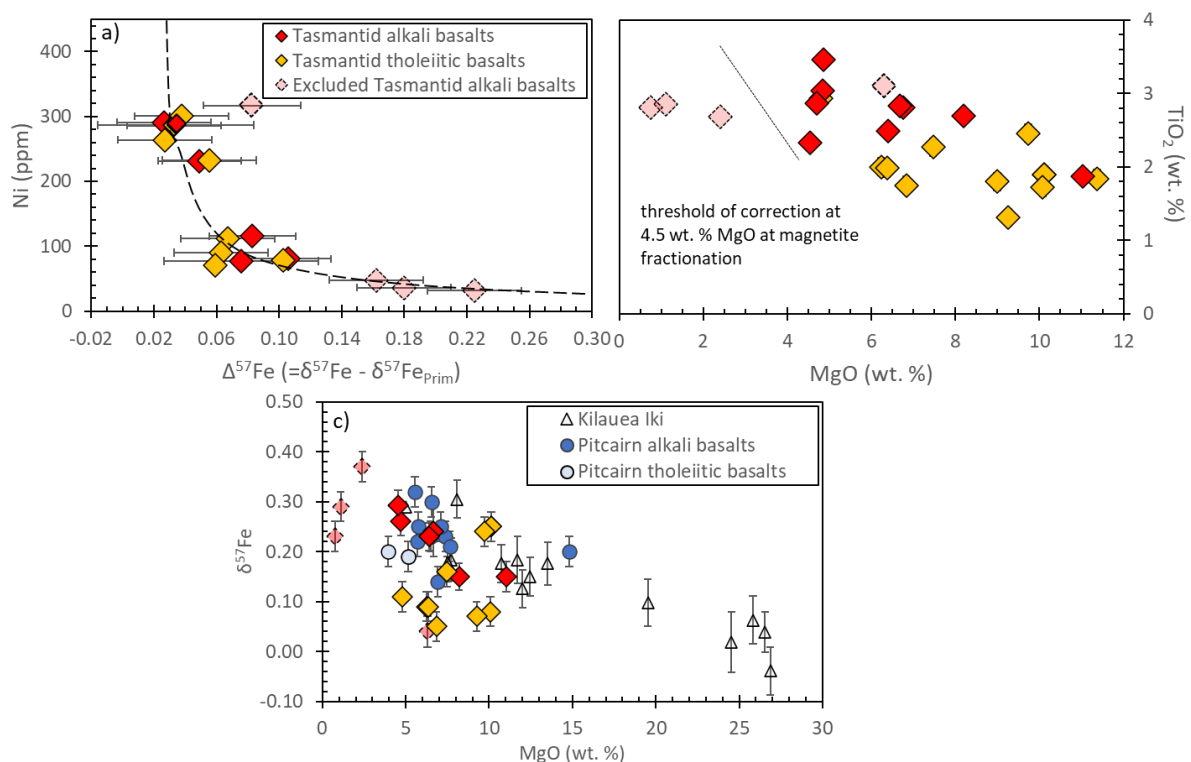 a)
Tasmantid alkali basalts
Tasmantid tholeiitic basalts
Excluded Tasmantid alkali basalts
400
300
200
100
0
Ni (ppm)
-0.02 0.02 0.06 0.10 0.14 0.18 0.22 0.26 0.30
Δ⁵⁷Fe (=δ⁵⁷Fe - δ⁵⁷Fe_Prim)
4
3
2
1
0
TiO₂ (wt. %)
threshold of correction at
4.5 wt. % MgO at magnetite
fractionation
0 2 4 6 8 10 12
MgO (wt. %)
c)
Kilauea Iki
Pitcairn alkali basalts
Pitcairn tholeiitic basalts
0.50
0.40
0.30
0.20
0.10
0.00
-0.10
δ⁵⁷Fe
0 5 10 15 20 25 30
MgO (wt. %)